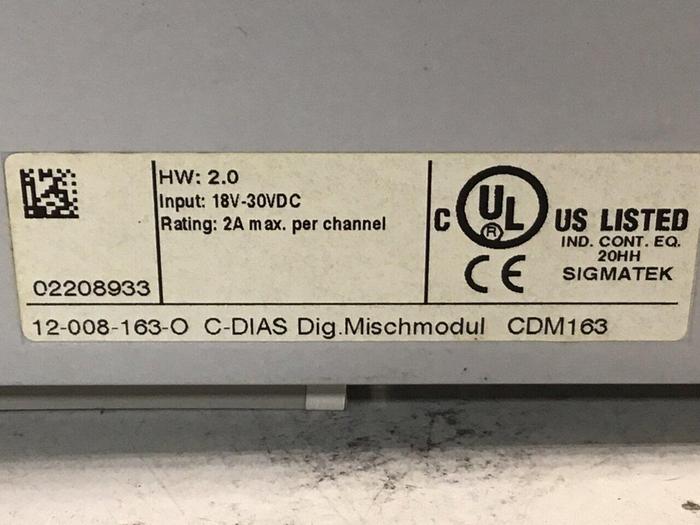 HW: 2.0
Input: 18V-30VDC
Rating: 2A max. per channel
02208933
C UL ® US LISTED
IND. CONT. EQ.
20HH
CE SIGMATEK
12-008-163-O C-DIAS Dig.Mischmodul CDM163